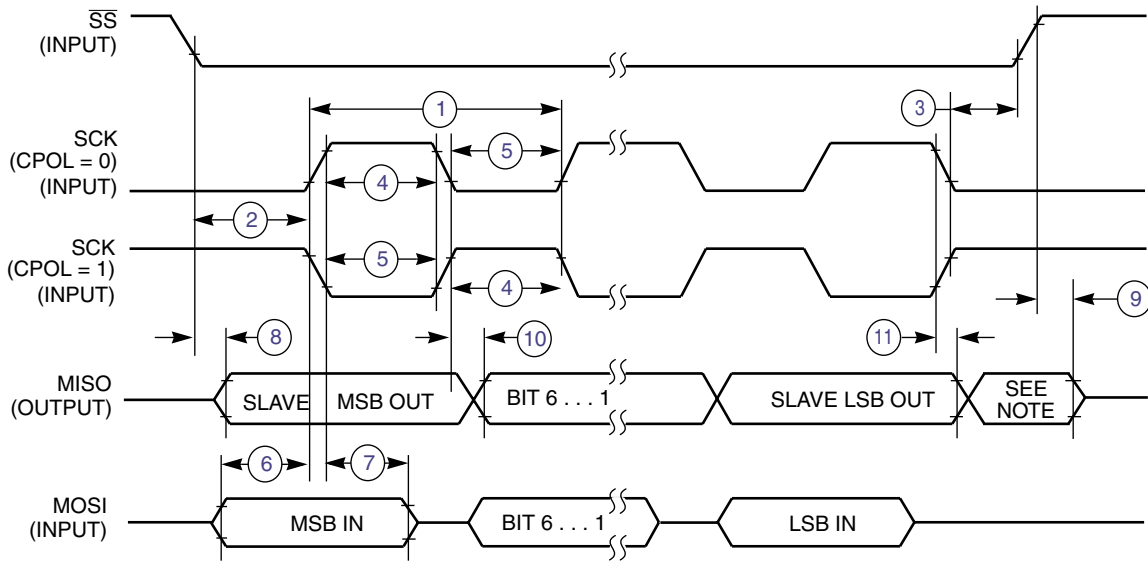 SS
(INPUT)
1
3
SCK
(CPOL = 0)
(INPUT)
5
4
2
SCK
(CPOL = 1)
(INPUT)
5
4
9
8
10
11
MISO
(OUTPUT)
SLAVE
MSB OUT
BIT 6 . . . 1
SLAVE LSB OUT
SEE
NOTE
6
7
MOSI
(INPUT)
MSB IN
BIT 6 . . . 1
LSB IN